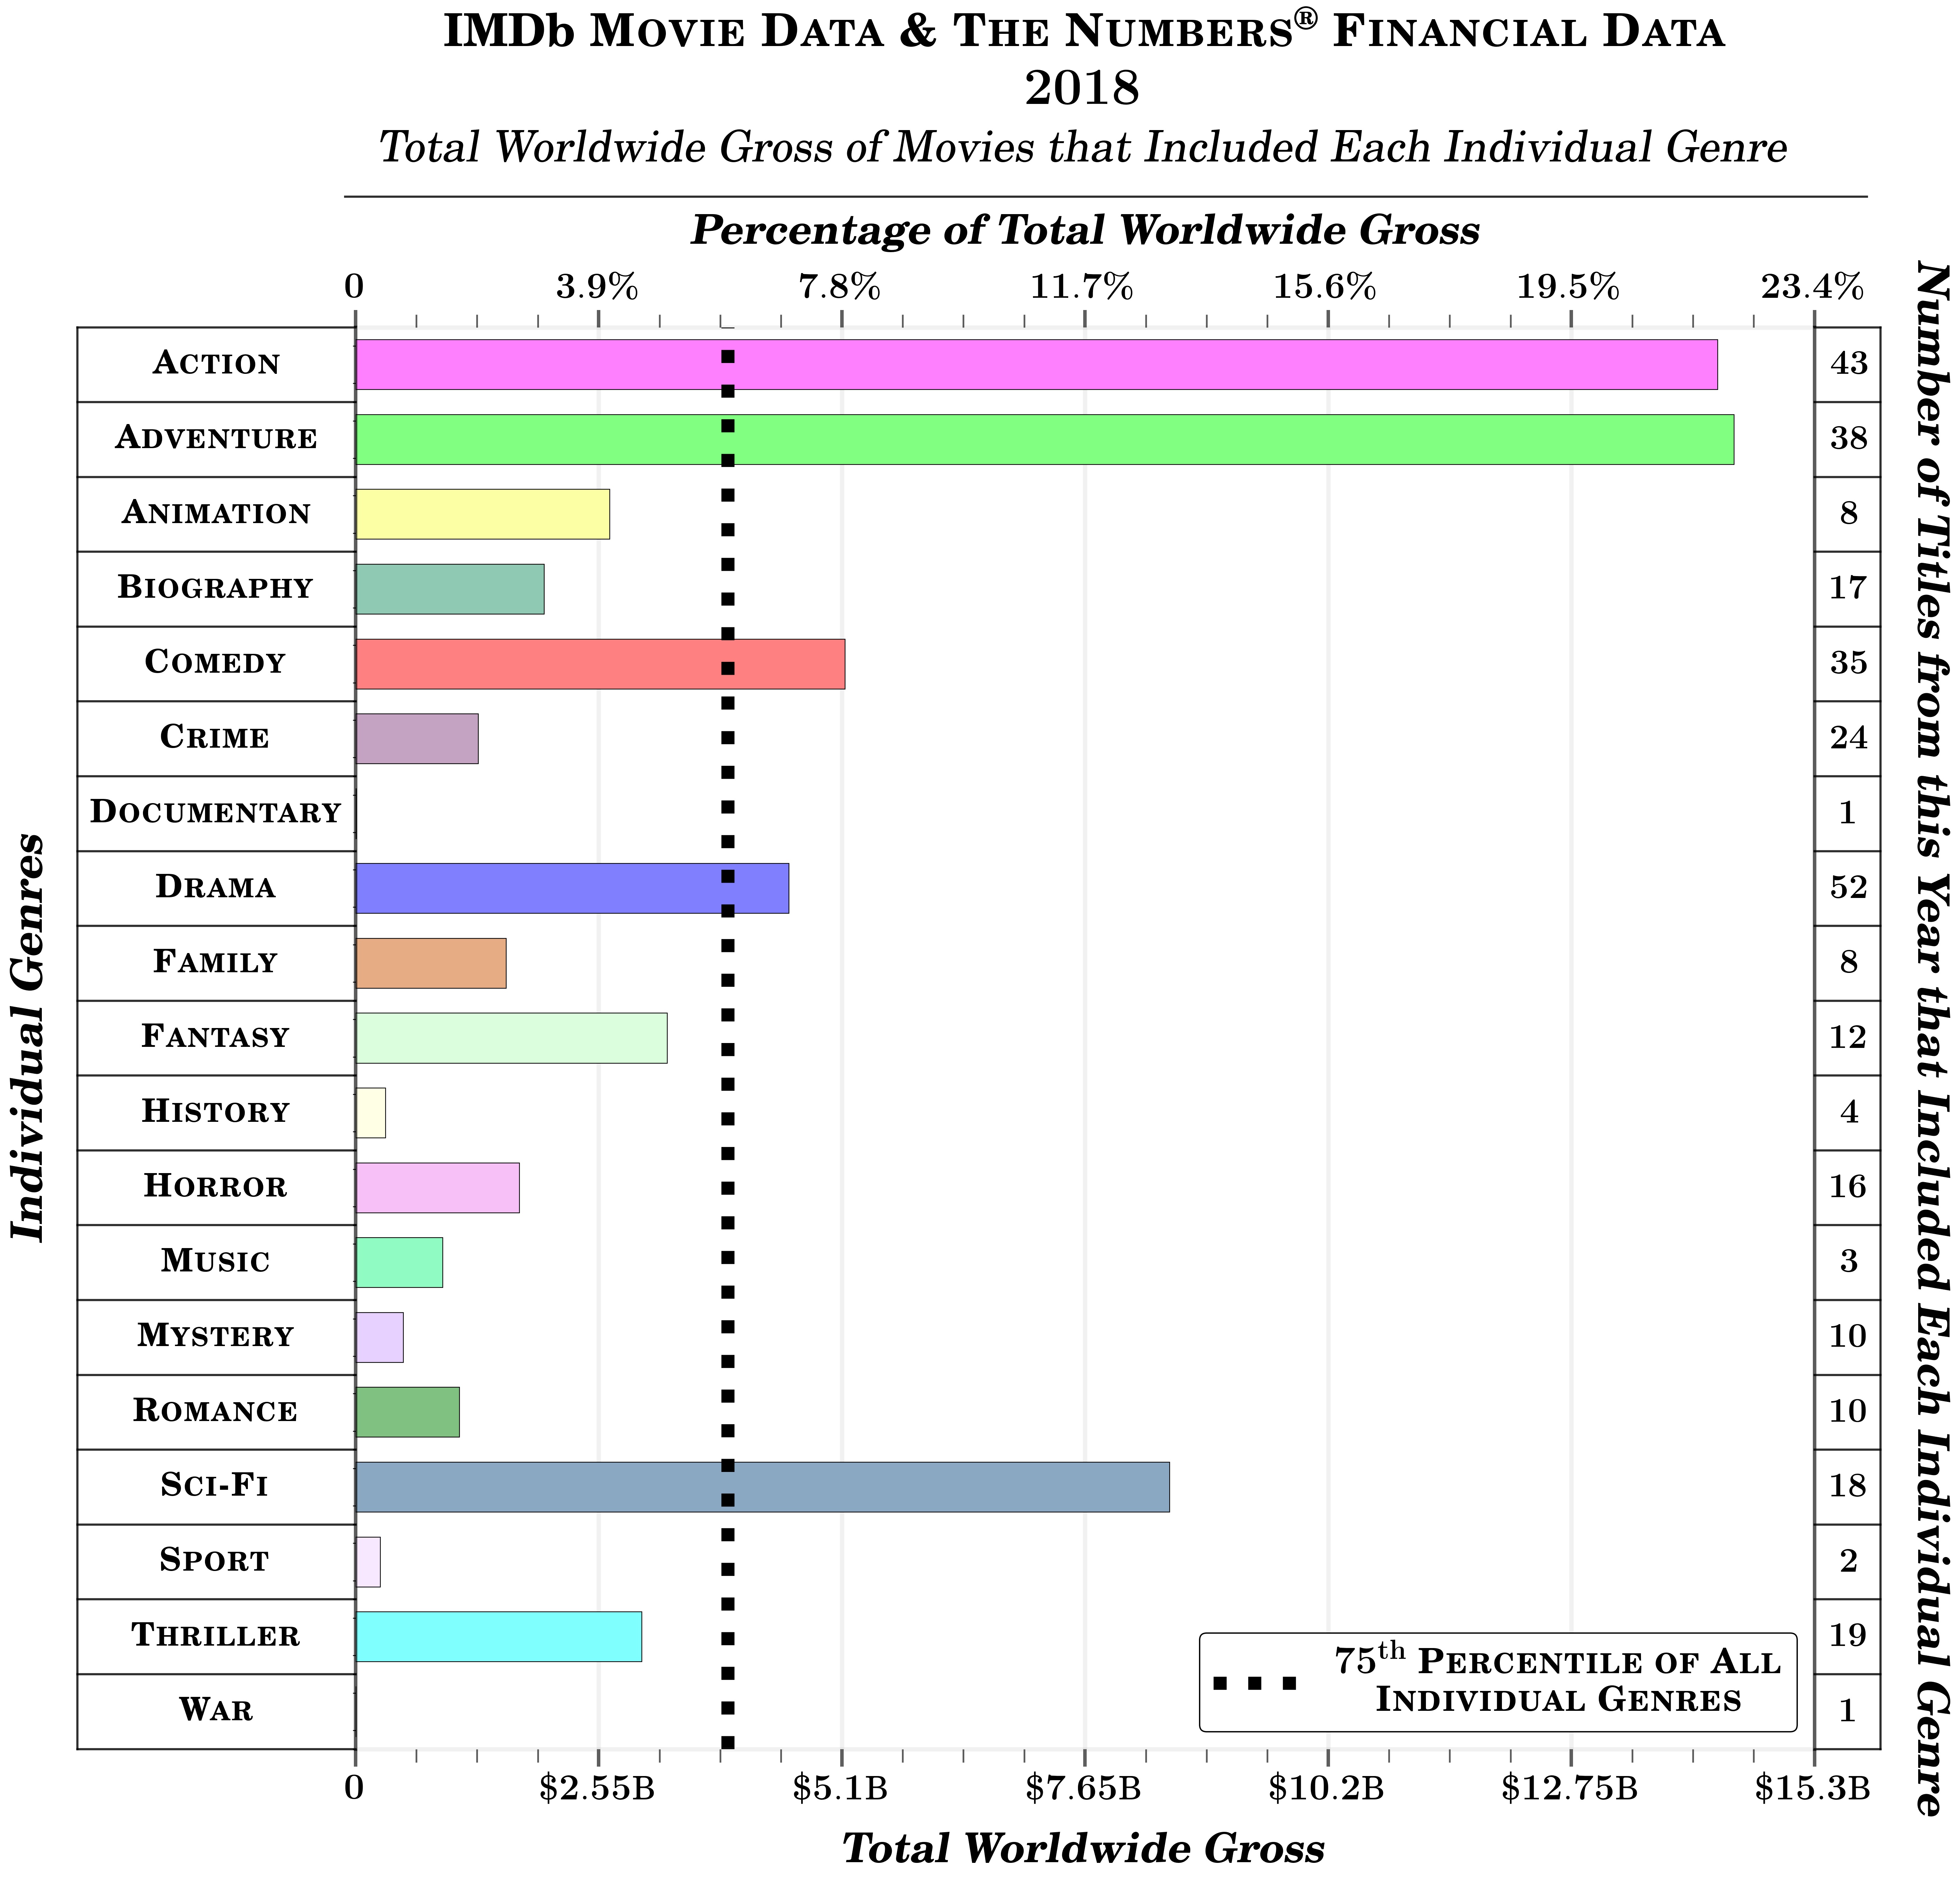 IMDb Movie Data & The Numbers® Financial Data
2018
Total Worldwide Gross of Movies that Included Each Individual Genre
Percentage of Total Worldwide Gross
0 3.9% 7.8% 11.7% 15.6% 19.5% 23.4%
Individual Genres
Action 43
Adventure 38
Animation 8
Biography 17
Comedy 35
Crime 24
Documentary 1
Drama 52
Family 8
Fantasy 12
History 4
Horror 16
Music 3
Mystery 10
Romance 10
Sci-Fi 18
Sport 2
Thriller 19
War 1
Number of Titles from this Year that Included Each Individual Genre
75th Percentile of All
Individual Genres
0 $2.55B $5.1B $7.65B $10.2B $12.75B $15.3B
Total Worldwide Gross